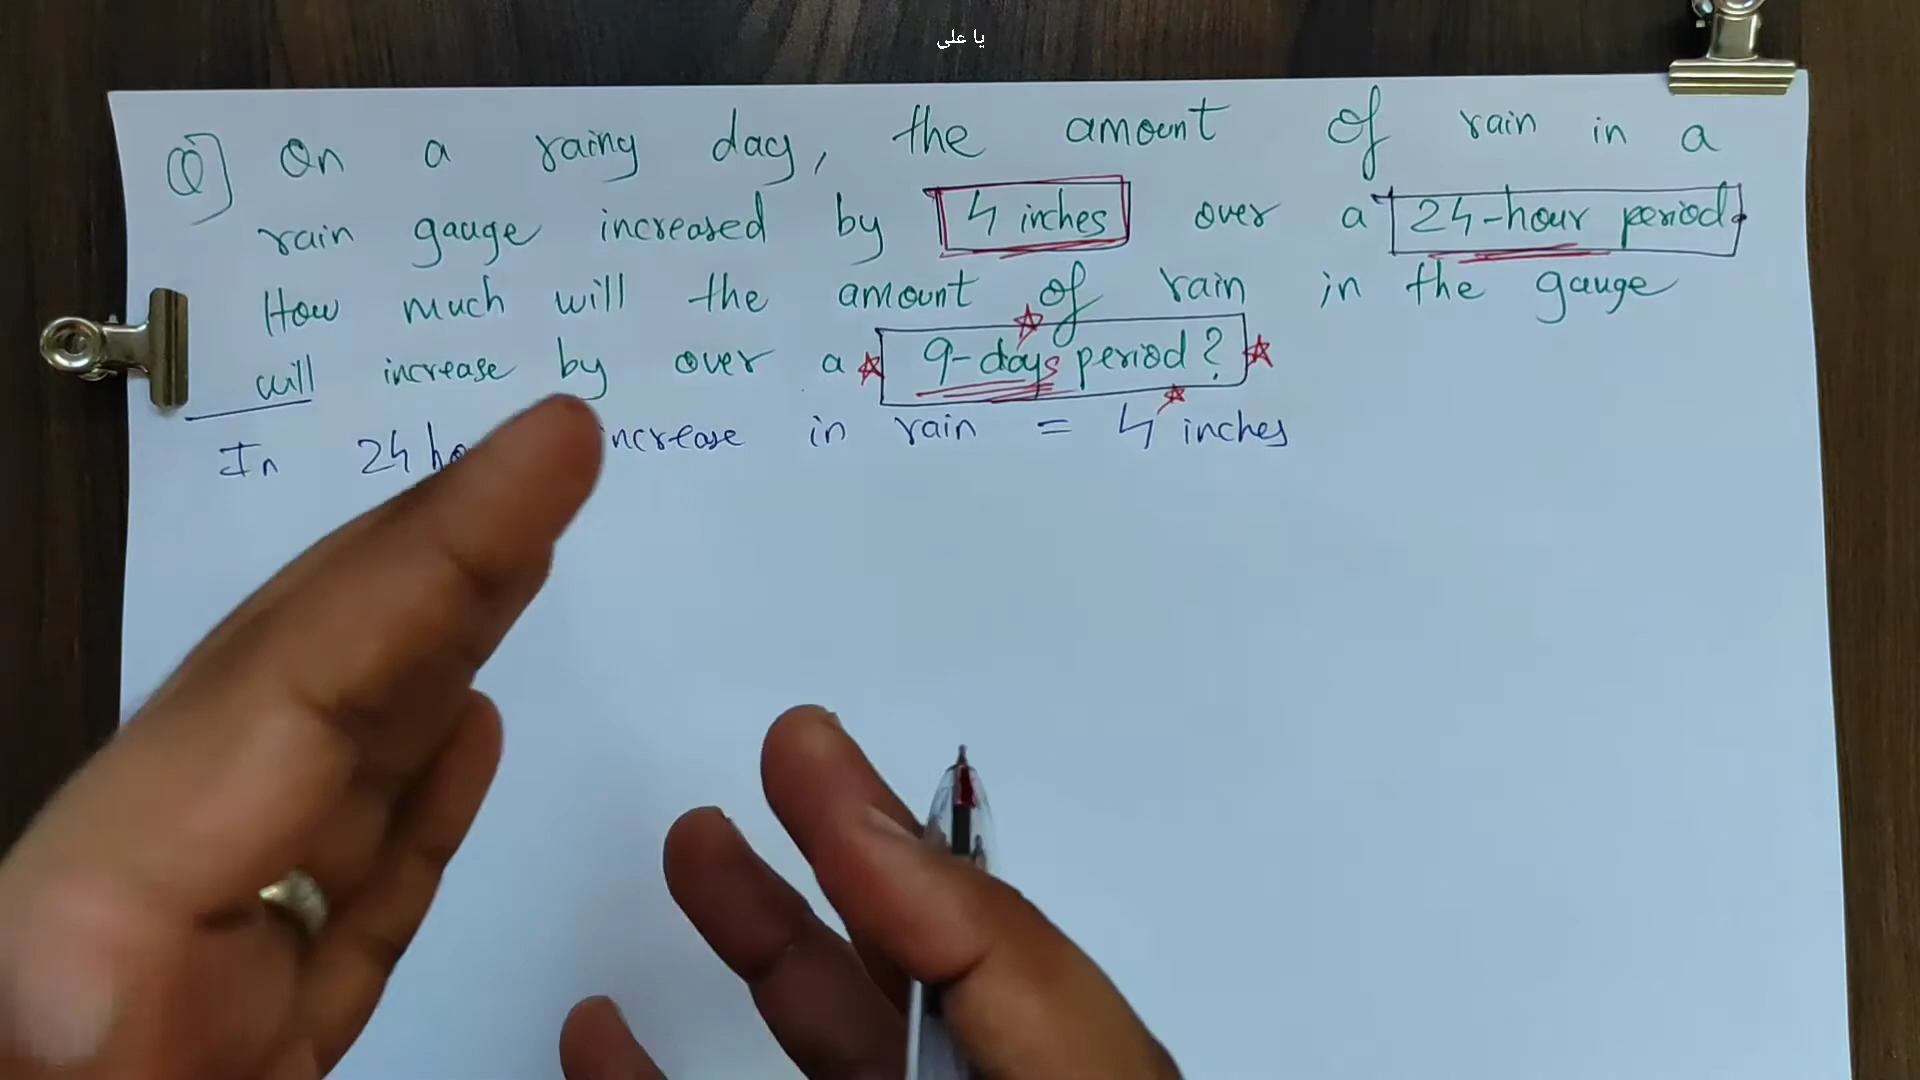 يا على
Q] On a rainy day, the amount of rain in a
rain gauge increased by 4 inches over a 24-hour period.
How much will the amount of rain in the gauge
will increase by over a 9-days period?
In 24 increase in rain = 4 inches